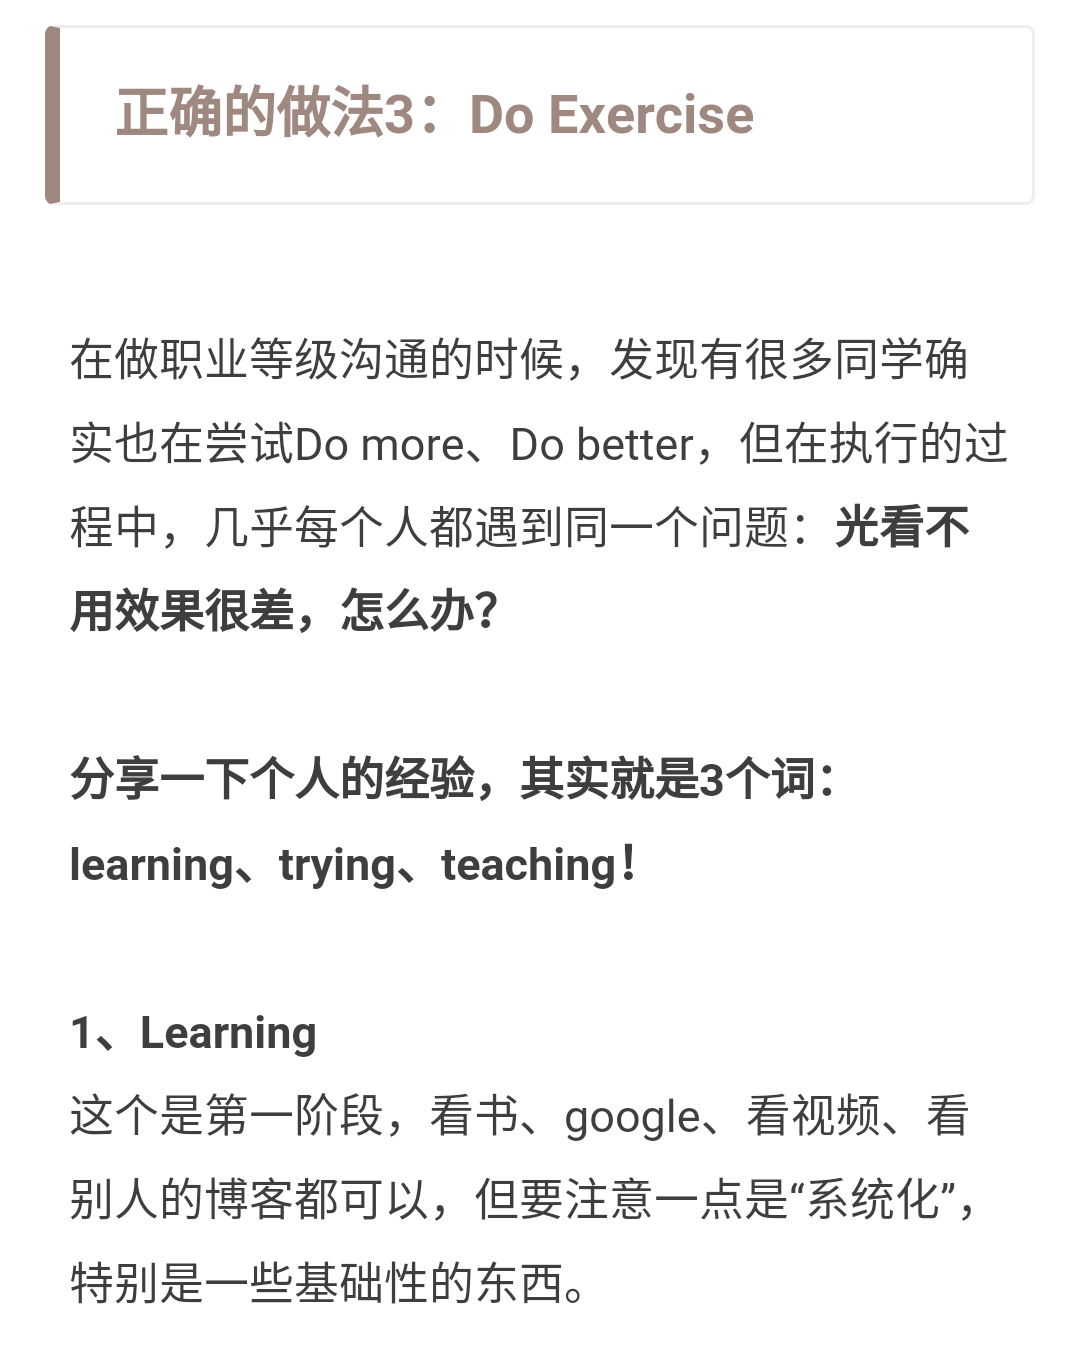 正确的做法3：Do Exercise
在做职业等级沟通的时候，发现有很多同学确
实也在尝试Do more、Do better，但在执行的过
程中，几乎每个人都遇到同一个问题：光看不
用效果很差，怎么办？
分享一下个人的经验，其实就是3个词：
learning、trying、teaching！
1、Learning
这个是第一阶段，看书、google、看视频、看
别人的博客都可以，但要注意一点是“系统化”，
特别是一些基础性的东西。